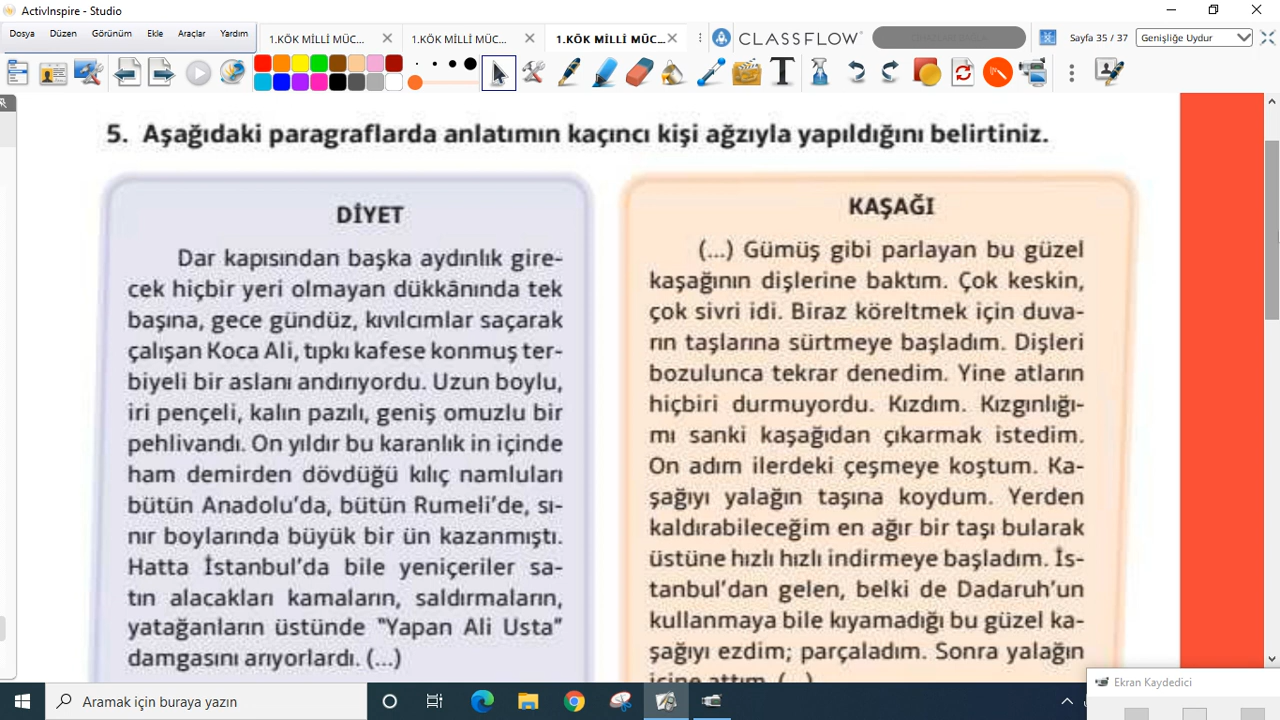 ActivInspire - Studio
Dosya Düzen Görünüm Ekle Araçlar Yardım
1.KÖK MİLLİ MÜC...
1.KÖK MİLLİ MÜC...
1.KÖK MİLLİ MÜC...
CLASSFLOW
Sayfa 35 / 37
Genişliğe Uydur
5. Aşağıdaki paragraflarda anlatımın kaçıncı kişi ağzıyla yapıldığını belirtiniz.
DİYET
Dar kapısından başka aydınlık gire-
cek hiçbir yeri olmayan dükkânında tek
başına, gece gündüz, kıvılcımlar saçarak
çalışan Koca Ali, tıpkı kafese konmuş ter-
biyeli bir aslanı andırıyordu. Uzun boylu,
iri pençeli, kalın pazılı, geniş omuzlu bir
pehlivandı. On yıldır bu karanlık in içinde
ham demirden dövdüğü kılıç namluları
bütün Anadolu'da, bütün Rumeli'de, sı-
nır boylarında büyük bir ün kazanmıştı.
Hatta İstanbul'da bile yeniçeriler sa-
tın alacakları kamaların, saldırmaların,
yatağanların üstünde "Yapan Ali Usta"
damgasını arıyorlardı. (...)
KAŞAĞI
(...) Gümüş gibi parlayan bu güzel
kaşağının dişlerine baktım. Çok keskin,
çok sivri idi. Biraz köreltmek için duva-
rın taşlarına sürtmeye başladım. Dişleri
bozulunca tekrar denedim. Yine atların
hiçbiri durmuyordu. Kızdım. Kızgınlığı-
mı sanki kaşağıdan çıkarmak istedim.
On adım ilerdeki çeşmeye koştum. Ka-
şağıyı yalağın taşına koydum. Yerden
kaldırabileceğim en ağır bir taşı bularak
üstüne hızlı hızlı indirmeye başladım. İs-
tanbul'dan gelen, belki de Dadaruh'un
kullanmaya bile kıyamadığı bu güzel ka-
şağıyı ezdim; parçaladım. Sonra yalağın
içine attım. (...)
Ekran Kaydedici
Aramak için buraya yazın